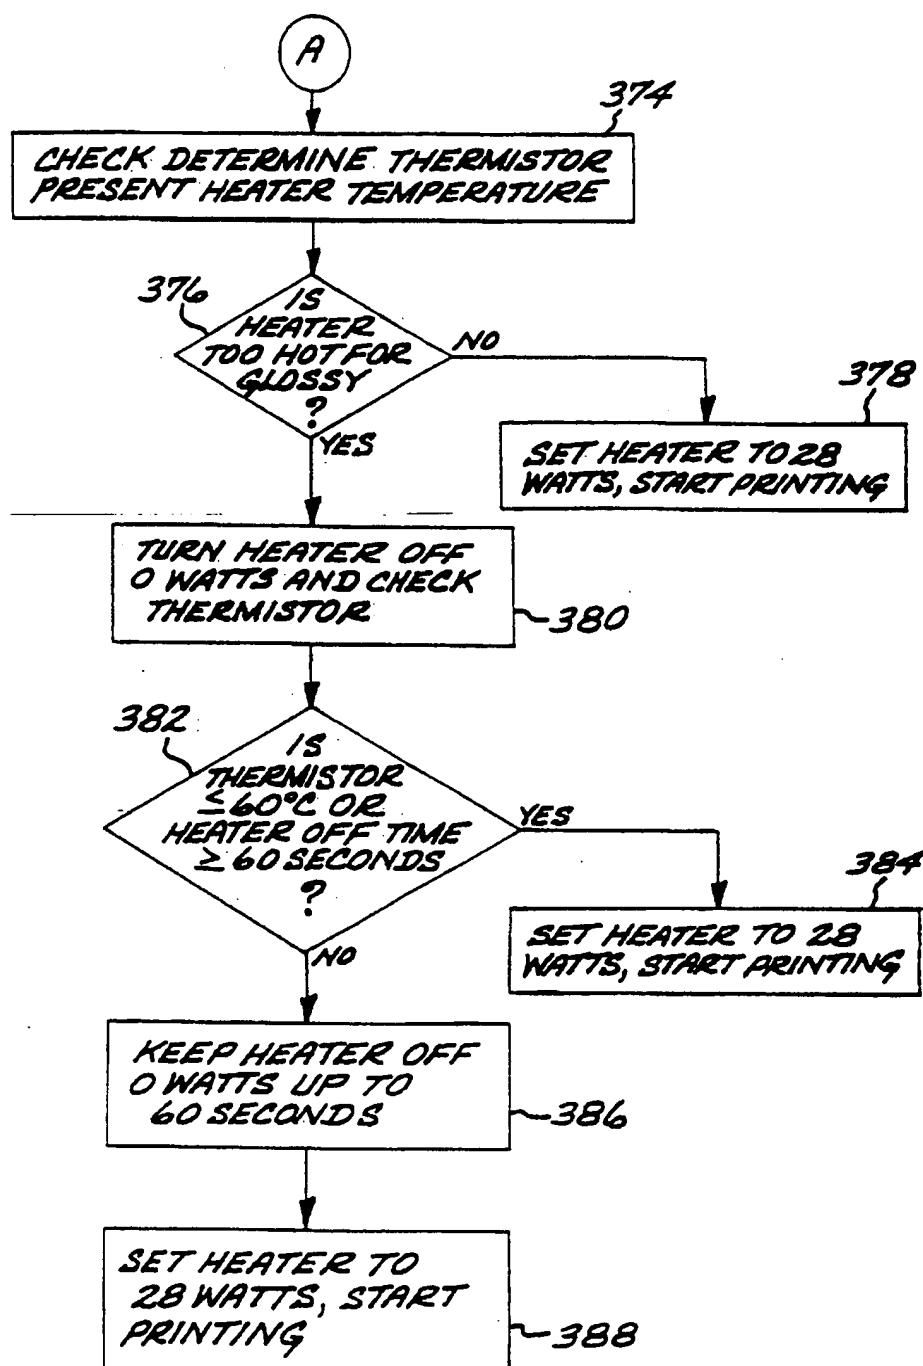 A
374
CHECK DETERMINE THERMISTOR
PRESENT HEATER TEMPERATURE
376
IS
HEATER
TOO HOT FOR
GLOSSY
?
NO
YES
378
SET HEATER TO 28
WATTS, START PRINTING
TURN HEATER OFF
0 WATTS AND CHECK
THERMISTOR
380
382
IS
THERMISTOR
≤60°C OR
HEATER OFF TIME
≥60 SECONDS
?
YES
NO
384
SET HEATER TO 28
WATTS, START PRINTING
KEEP HEATER OFF
0 WATTS UP TO
60 SECONDS
386
SET HEATER TO
28 WATTS, START
PRINTING
388